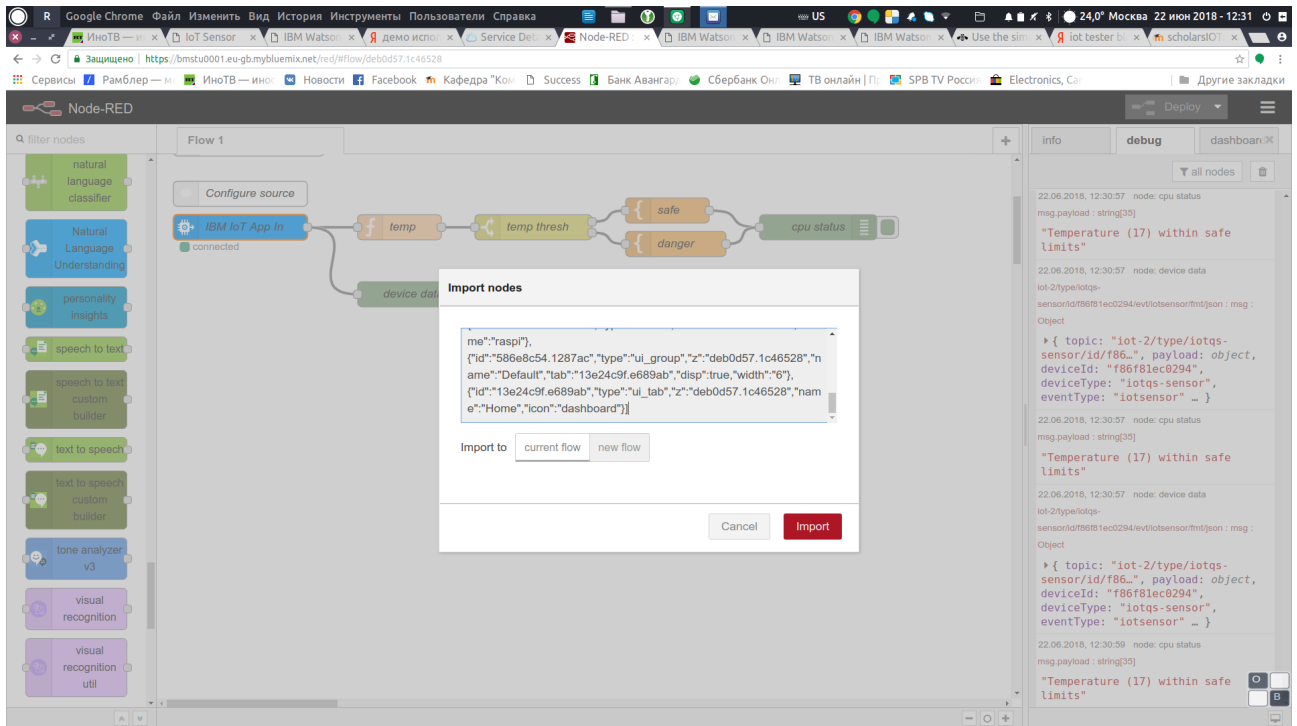 R Google Chrome Файл Изменить Вид История Инструменты Пользователи Справка US 24,0° Москва 22 июн 2018 - 12:31
ИноТВ — и IoT Sensor IBM Watson Я демо испол Service Det Node-RED : IBM Watson IBM Watson IBM Watson Use the sim Я iot tester bl scholarsIOT
Защищено | https://bmstu0001.eu-gb.mybluemix.net/red/#flow/deb0d57.1c46528
Сервисы Рамблер — м ИноТВ — инос Новости Facebook Кафедра "Ком Success Банк Авангард Сбербанк Онл ТВ онлайн | Пр SPB TV Россия Electronics, Ca Другие закладки
Node-RED
Deploy
filter nodes
Flow 1
info
debug
dashboard
all nodes
natural
language
classifier
Natural
Language
Understanding
personality
insights
speech to text
speech to text
custom
builder
text to speech
text to speech
custom
builder
tone analyzer
v3
visual
recognition
visual
recognition
util
Configure source
IBM IoT App In
connected
temp
temp thresh
safe
danger
cpu status
device data
Import nodes
me":"raspi"},
{"id":"586e8c54.1287ac","type":"ui_group","z":"deb0d57.1c46528","n
ame":"Default","tab":"13e24c9f.e689ab","disp":true,"width":"6"},
{"id":"13e24c9f.e689ab","type":"ui_tab","z":"deb0d57.1c46528","nam
e":"Home","icon":"dashboard"}]
Import to current flow new flow
Cancel
Import
22.06.2018, 12:30:57 node: cpu status
msg.payload : string[35]
"Temperature (17) within safe
limits"
22.06.2018, 12:30:57 node: device data
iot-2/type/iotqs-
sensor/id/f86f81ec0294/evt/iotsensor/fmt/json : msg :
Object
{ topic: "iot-2/type/iotqs-
sensor/id/f86…", payload: object,
deviceId: "f86f81ec0294",
deviceType: "iotqs-sensor",
eventType: "iotsensor" … }
22.06.2018, 12:30:57 node: cpu status
msg.payload : string[35]
"Temperature (17) within safe
limits"
22.06.2018, 12:30:57 node: device data
iot-2/type/iotqs-
sensor/id/f86f81ec0294/evt/iotsensor/fmt/json : msg :
Object
{ topic: "iot-2/type/iotqs-
sensor/id/f86…", payload: object,
deviceId: "f86f81ec0294",
deviceType: "iotqs-sensor",
eventType: "iotsensor" … }
22.06.2018, 12:30:59 node: cpu status
msg.payload : string[35]
"Temperature (17) within safe
limits"
O
B